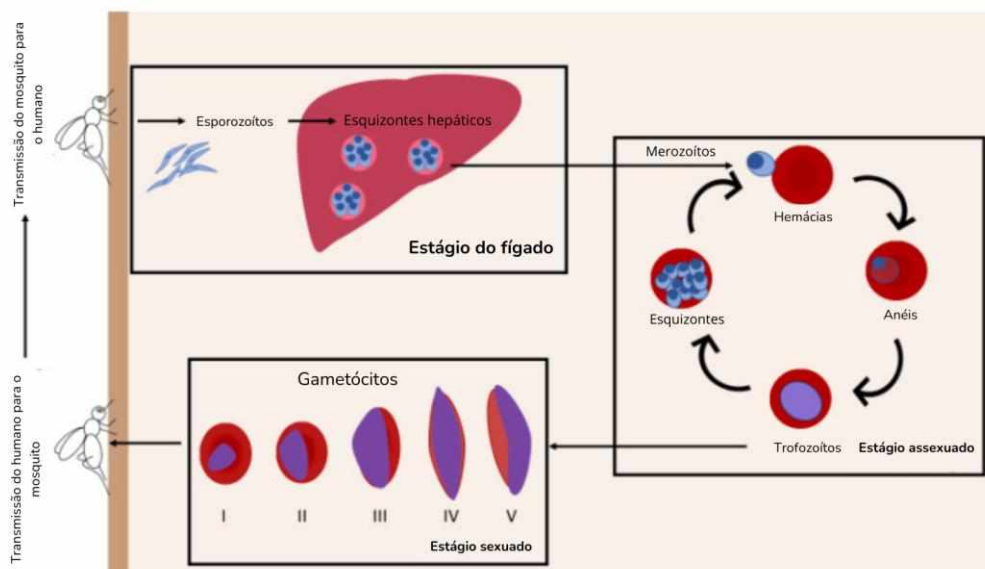 Transmissão do mosquito para
o humano
Esporozoítos
Esquizontes hepáticos
Estágio do fígado
Merozoítos
Hemácias
Anéis
Esquizontes
Trofozoítos
Estágio assexuado
Transmissão do humano para o
mosquito
Gametócitos
I
II
III
IV
V
Estágio sexuado